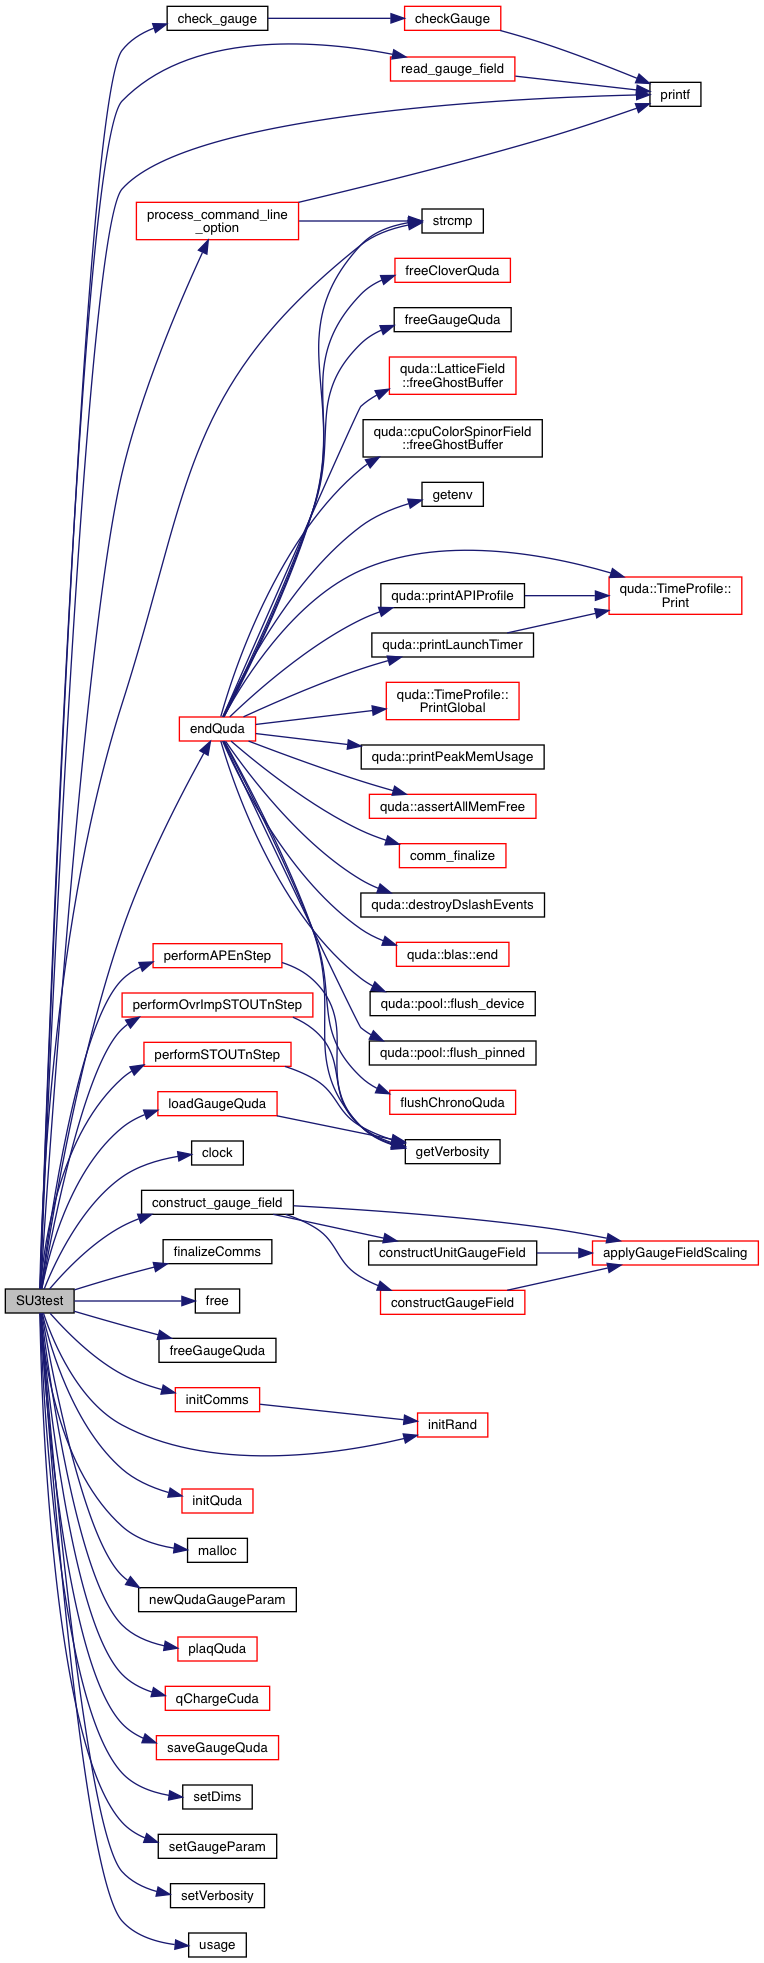 check_gauge
checkGauge
read_gauge_field
printf
process_command_line
_option
strcmp
freeCloverQuda
freeGaugeQuda
quda::LatticeField
::freeGhostBuffer
quda::cpuColorSpinorField
::freeGhostBuffer
getenv
quda::TimeProfile::
Print
quda::printAPIProfile
quda::printLaunchTimer
quda::TimeProfile::
PrintGlobal
endQuda
quda::printPeakMemUsage
quda::assertAllMemFree
comm_finalize
quda::destroyDslashEvents
performAPEnStep
quda::blas::end
performOvrImpSTOUTnStep
quda::pool::flush_device
performSTOUTnStep
quda::pool::flush_pinned
loadGaugeQuda
flushChronoQuda
clock
getVerbosity
construct_gauge_field
finalizeComms
constructUnitGaugeField
applyGaugeFieldScaling
SU3test
free
constructGaugeField
freeGaugeQuda
initComms
initRand
initQuda
malloc
newQudaGaugeParam
plaqQuda
qChargeCuda
saveGaugeQuda
setDims
setGaugeParam
setVerbosity
usage